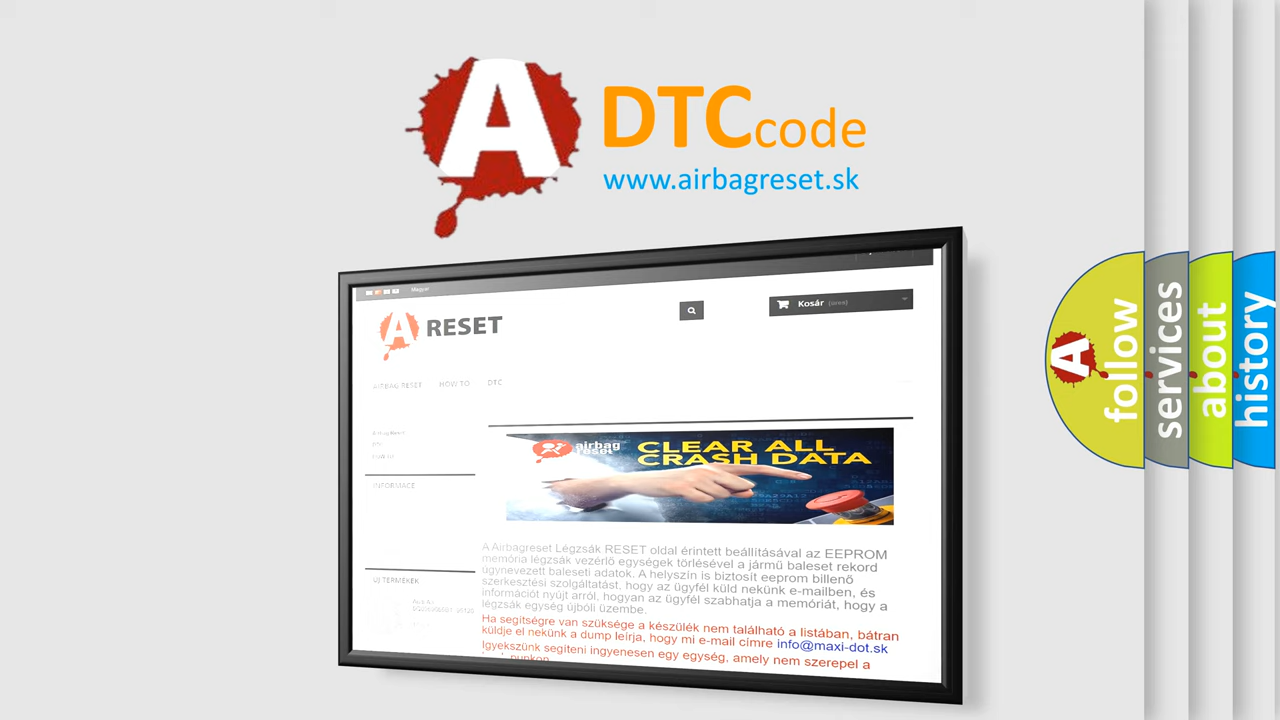 A DTC code
www.airbagreset.sk
Magyar
A RESET
Kosár (üres)
AIRBAG RESET HOW TO DTC
INFORMACE
ÚJ TERMÉKEK
airbag
reset
CLEAR ALL
CRASH DATA
A Airbagreset Légzsák RESET oldal érintett beállításával az EEPROM
memória légzsák vezérlő egységek törlésével a jármű baleset rekord
úgynevezett baleseti adatok. A helyszín is biztosít eeprom billenő
szerkesztési szolgáltatást, hogy az ügyfél küld nekünk e-mailben, és
információt nyújt arról, hogyan az ügyfél szabhatja a memóriát, hogy a
légzsák egység újbóli üzembe.
Ha segítségre van szüksége a készülék nem található a listában, bátran
küldje el nekünk a dump leírja, hogy mi e-mail címre info@maxi-dot.sk
Igyekszünk segíteni ingyenesen egy egység, amely nem szerepel a
A follow
services
about
history